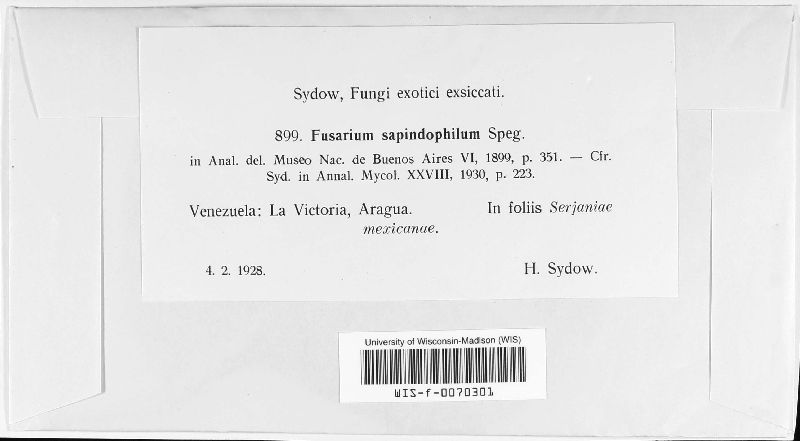 Sydow, Fungi exotici exsiccati.
899. Fusarium sapindophilum Speg.
in Anal. del. Museo Nac. de Buenos Aires VI, 1899, p. 351. — Cfr.
Syd. in Annal. Mycol. XXVIII, 1930, p. 223.
Venezuela: La Victoria, Aragua. In foliis Serjaniae
mexicanae.
4. 2. 1928. H. Sydow.
University of Wisconsin-Madison (WIS)
WIS-f-0070301